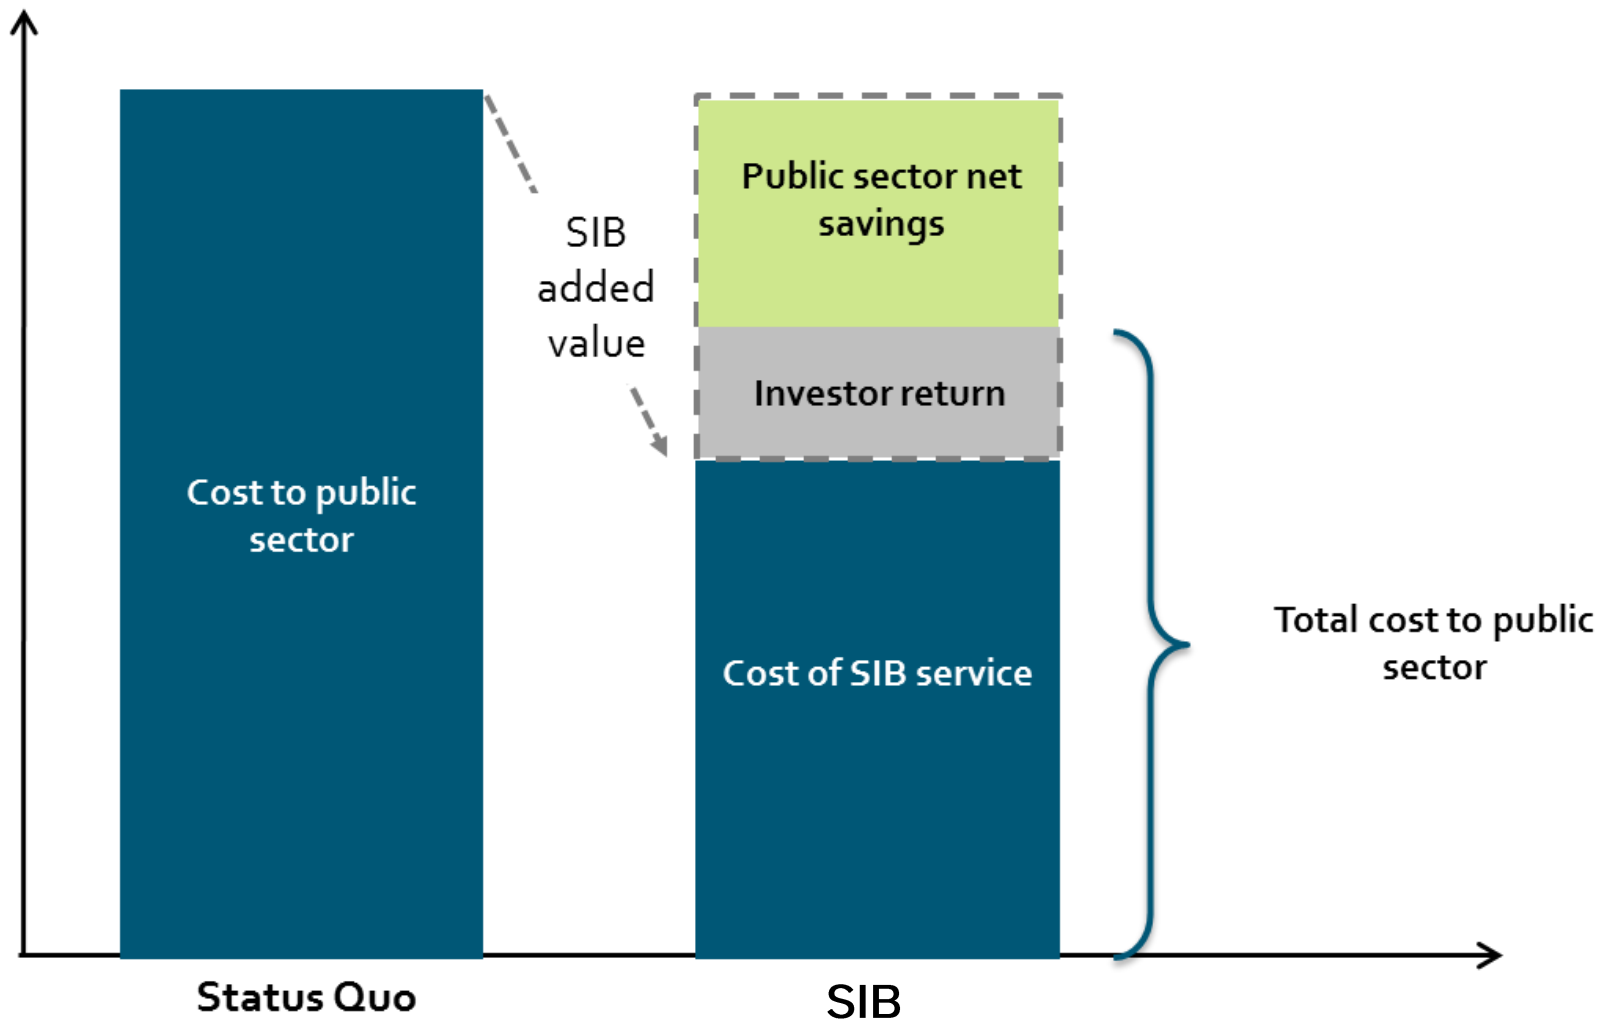 Public sector net
savings
SIB
added
value
Investor return
Cost to public
sector
Cost of SIB service
Total cost to public
sector
Status Quo
SIB